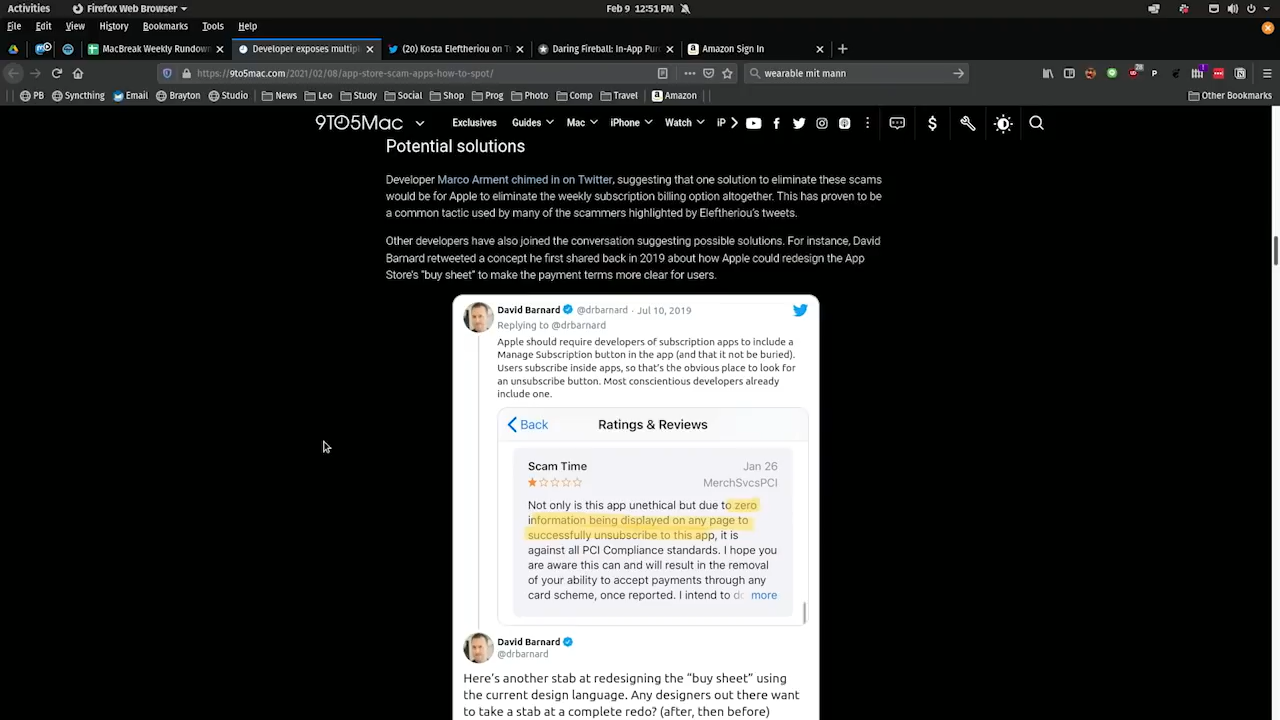 Activities
Firefox Web Browser
Feb 9 12:51 PM
File Edit View History Bookmarks Tools Help
MacBreak Weekly Rundown
Developer exposes multipl
(20) Kosta Eleftheriou on T
Daring Fireball: In-App Pur
Amazon Sign In
https://9to5mac.com/2021/02/08/app-store-scam-apps-how-to-spot/
wearable mit mann
28
PB Syncthing Email Brayton Studio News Leo Study Social Shop Prog Photo Comp Travel Amazon Other Bookmarks
9TO5Mac Exclusives Guides Mac iPhone Watch iP
Potential solutions
Developer Marco Arment chimed in on Twitter, suggesting that one solution to eliminate these scams
would be for Apple to eliminate the weekly subscription billing option altogether. This has proven to be
a common tactic used by many of the scammers highlighted by Eleftheriou's tweets.
Other developers have also joined the conversation suggesting possible solutions. For instance, David
Barnard retweeted a concept he first shared back in 2019 about how Apple could redesign the App
Store's "buy sheet" to make the payment terms more clear for users.
David Barnard @drbarnard · Jul 10, 2019
Replying to @drbarnard
Apple should require developers of subscription apps to include a
Manage Subscription button in the app (and that it not be buried).
Users subscribe inside apps, so that's the obvious place to look for
an unsubscribe button. Most conscientious developers already
include one.
Back Ratings & Reviews
Scam Time Jan 26
MerchSvcsPCI
Not only is this app unethical but due to zero
information being displayed on any page to
successfully unsubscribe to this app, it is
against all PCI Compliance standards. I hope you
are aware this can and will result in the removal
of your ability to accept payments through any
card scheme, once reported. I intend to do more
David Barnard
@drbarnard
Here's another stab at redesigning the “buy sheet” using
the current design language. Any designers out there want
to take a stab at a complete redo? (after, then before)